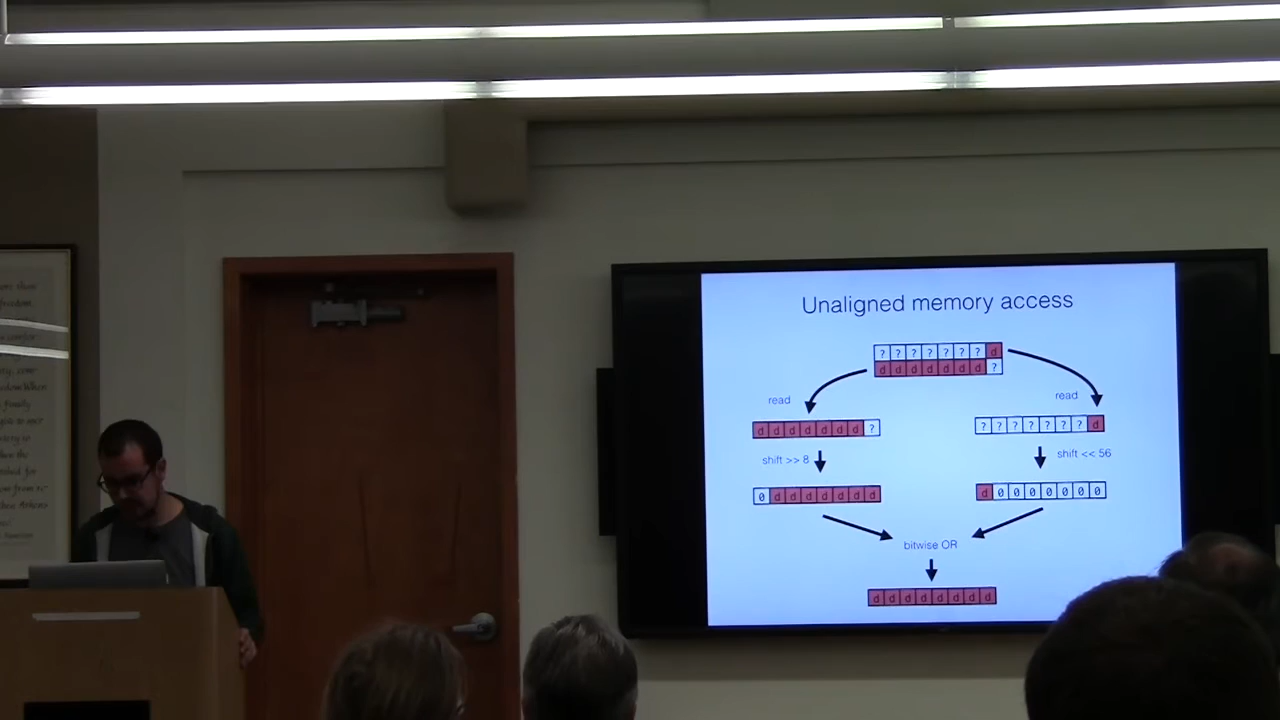 Unaligned memory access
? ? ? ? ? ? ? d
d d d d d d d ?
read
read
d d d d d d d ?
? ? ? ? ? ? ? d
shift >> 8
shift << 56
0 d d d d d d d
d 0 0 0 0 0 0 0
bitwise OR
d d d d d d d d